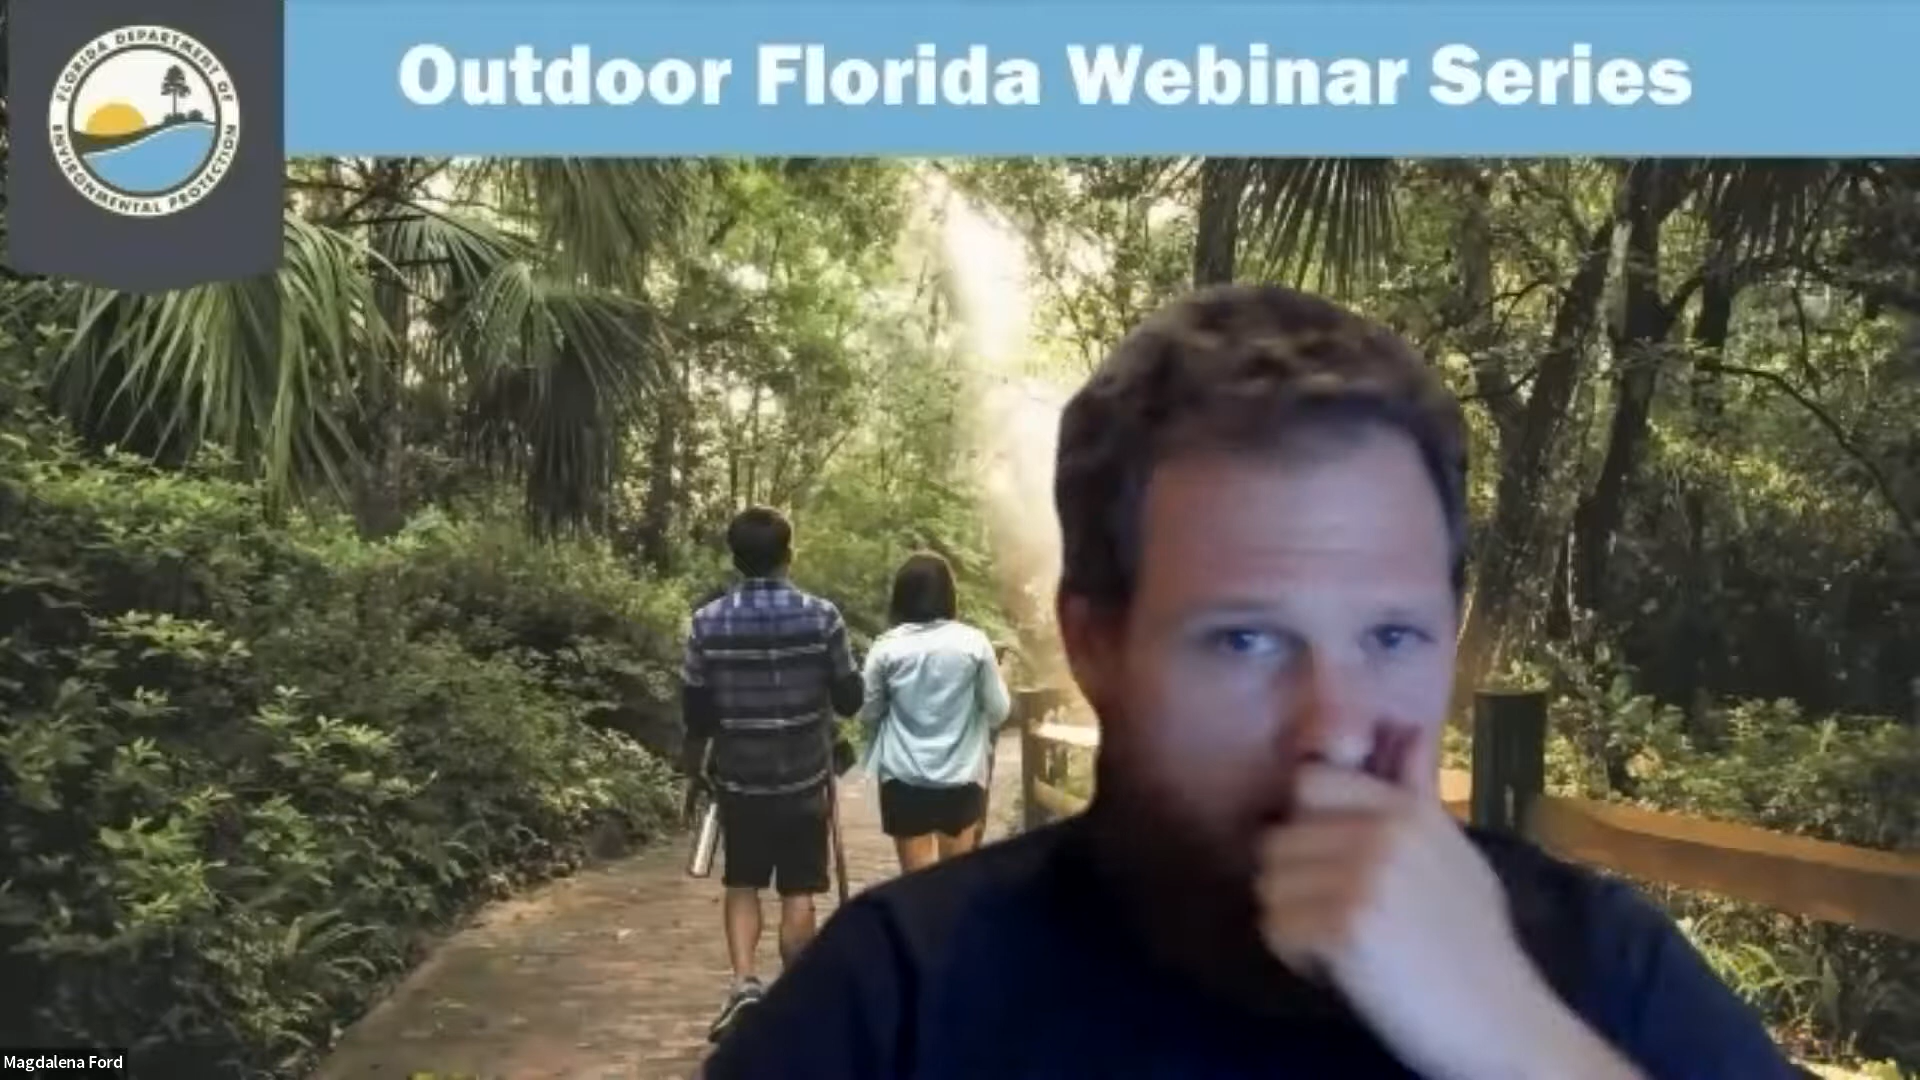 FLORIDA DEPARTMENT OF
ENVIRONMENTAL PROTECTION
Outdoor Florida Webinar Series
Magdalena Ford